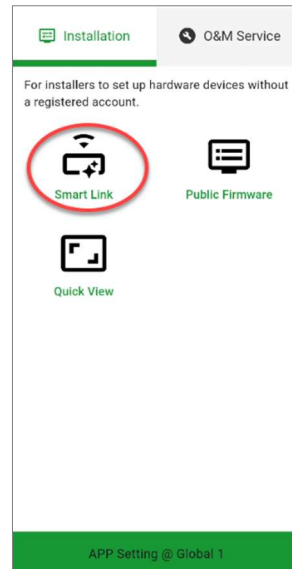 Installation
O&M Service
For installers to set up hardware devices without
a registered account.
Smart Link
Public Firmware
Quick View
APP Setting @ Global 1